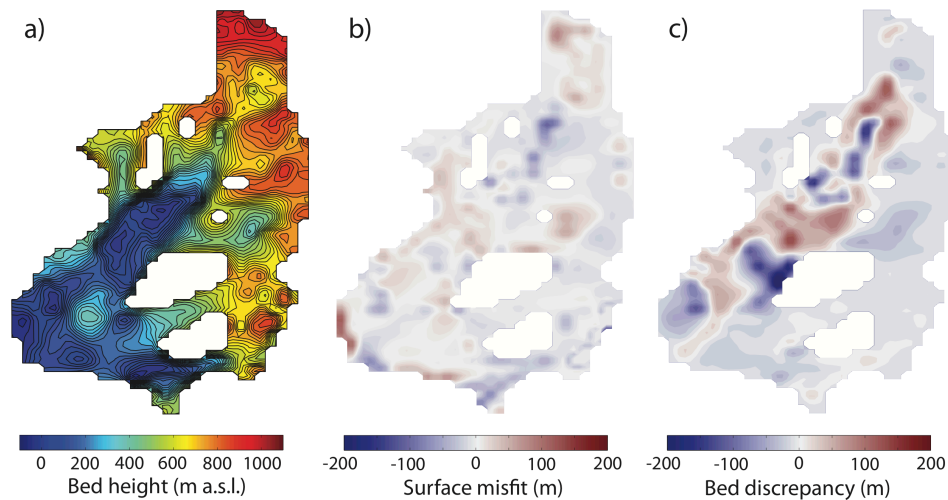 a)
b)
c)
0 200 400 600 800 1000
Bed height (m a.s.l.)
-200 -100 0 100 200
Surface misfit (m)
-200 -100 0 100 200
Bed discrepancy (m)